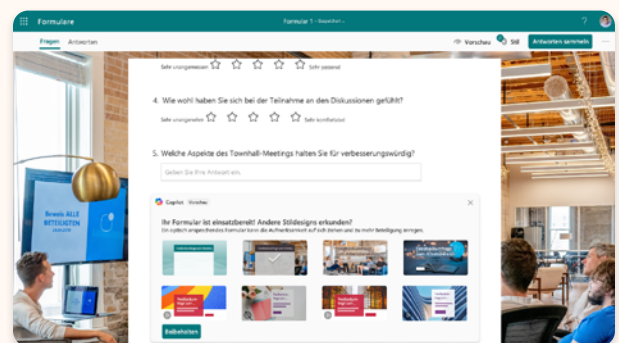 Formulare
Formular 1 - Gespeichert
?
Fragen Antworten
Vorschau Stil Antworten sammeln ...
Sehr unangemessen Sehr passend
4. Wie wohl haben Sie sich bei der Teilnahme an den Diskussionen gefühlt?
Sehr unangenehm Sehr komfortabel
5. Welche Aspekte des Townhall-Meetings halten Sie für verbesserungswürdig?
Geben Sie Ihre Antwort ein.
Copilot Vorschau
Ihr Formular ist einsatzbereit! Andere Stildesigns erkunden?
Ein optisch ansprechendes Formular kann die Aufmerksamkeit auf sich ziehen und zu mehr Beteiligung anregen.
Beibehalten
Beweis ALLE
BETEILIGTEN